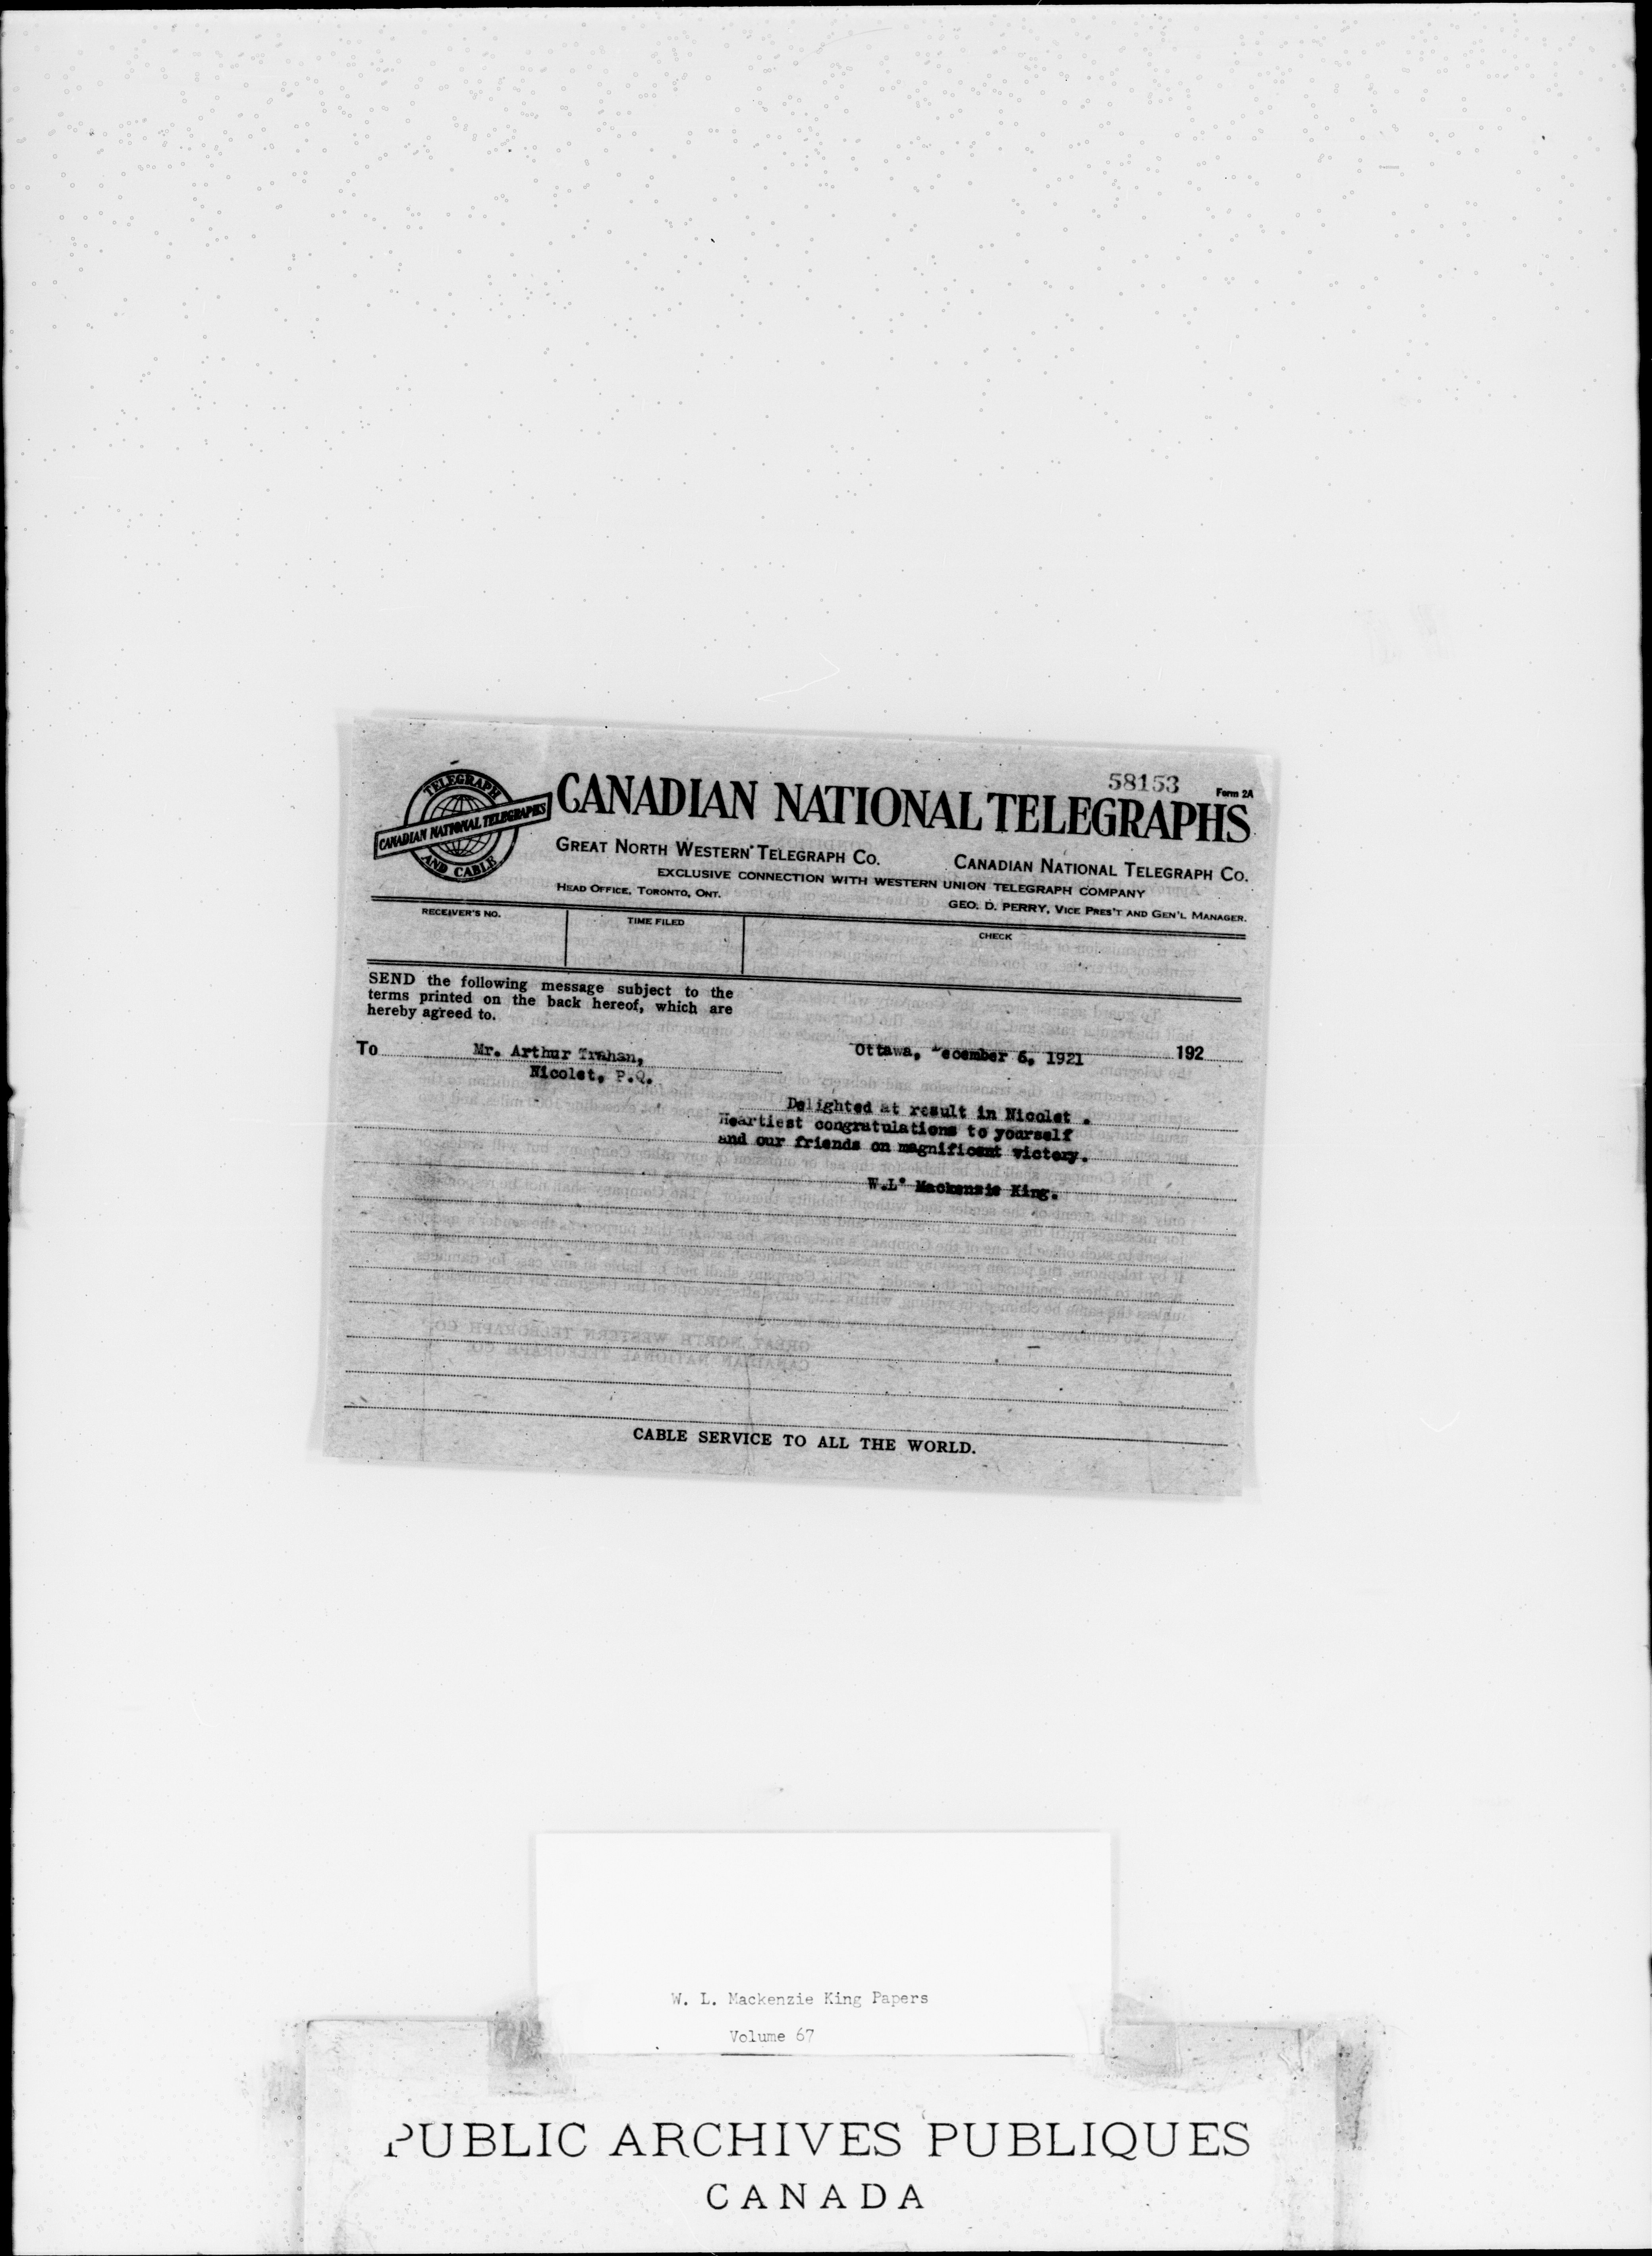 58153
Form 2A
TELEGRAPH
CANADIAN NATIONAL TELEGRAPHS
AND CABLE
CANADIAN NATIONAL TELEGRAPHS
GREAT NORTH WESTERN TELEGRAPH CO. CANADIAN NATIONAL TELEGRAPH CO.
EXCLUSIVE CONNECTION WITH WESTERN UNION TELEGRAPH COMPANY
HEAD OFFICE, TORONTO, ONT. GEO. D. PERRY, VICE PRES'T AND GEN'L MANAGER.
RECEIVER'S NO. TIME FILED CHECK
SEND the following message subject to the
terms printed on the back hereof, which are
hereby agreed to.
To Mr. Arthur Trahan, Ottawa, December 6, 1921 192
Nicolet, P.Q.
Delighted at result in Nicolet .
Heartiest congratulations to yourself
and our friends on magnificent victory.
W.L. Mackenzie King.
CABLE SERVICE TO ALL THE WORLD.
W. L. Mackenzie King Papers
Volume 67
PUBLIC ARCHIVES PUBLIQUES
CANADA